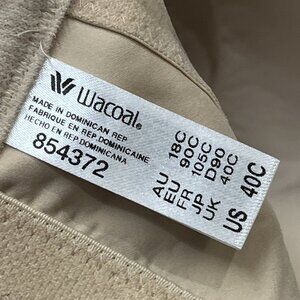 wacoal®
MADE IN DOMINICAN REP
FABRIQUE EN REP.DOMINICAINE
HECHO EN REP.DOMINICANA
854372
AU 18C
EU 90C
FR 105C
JP D90
UK 40C
US 40C